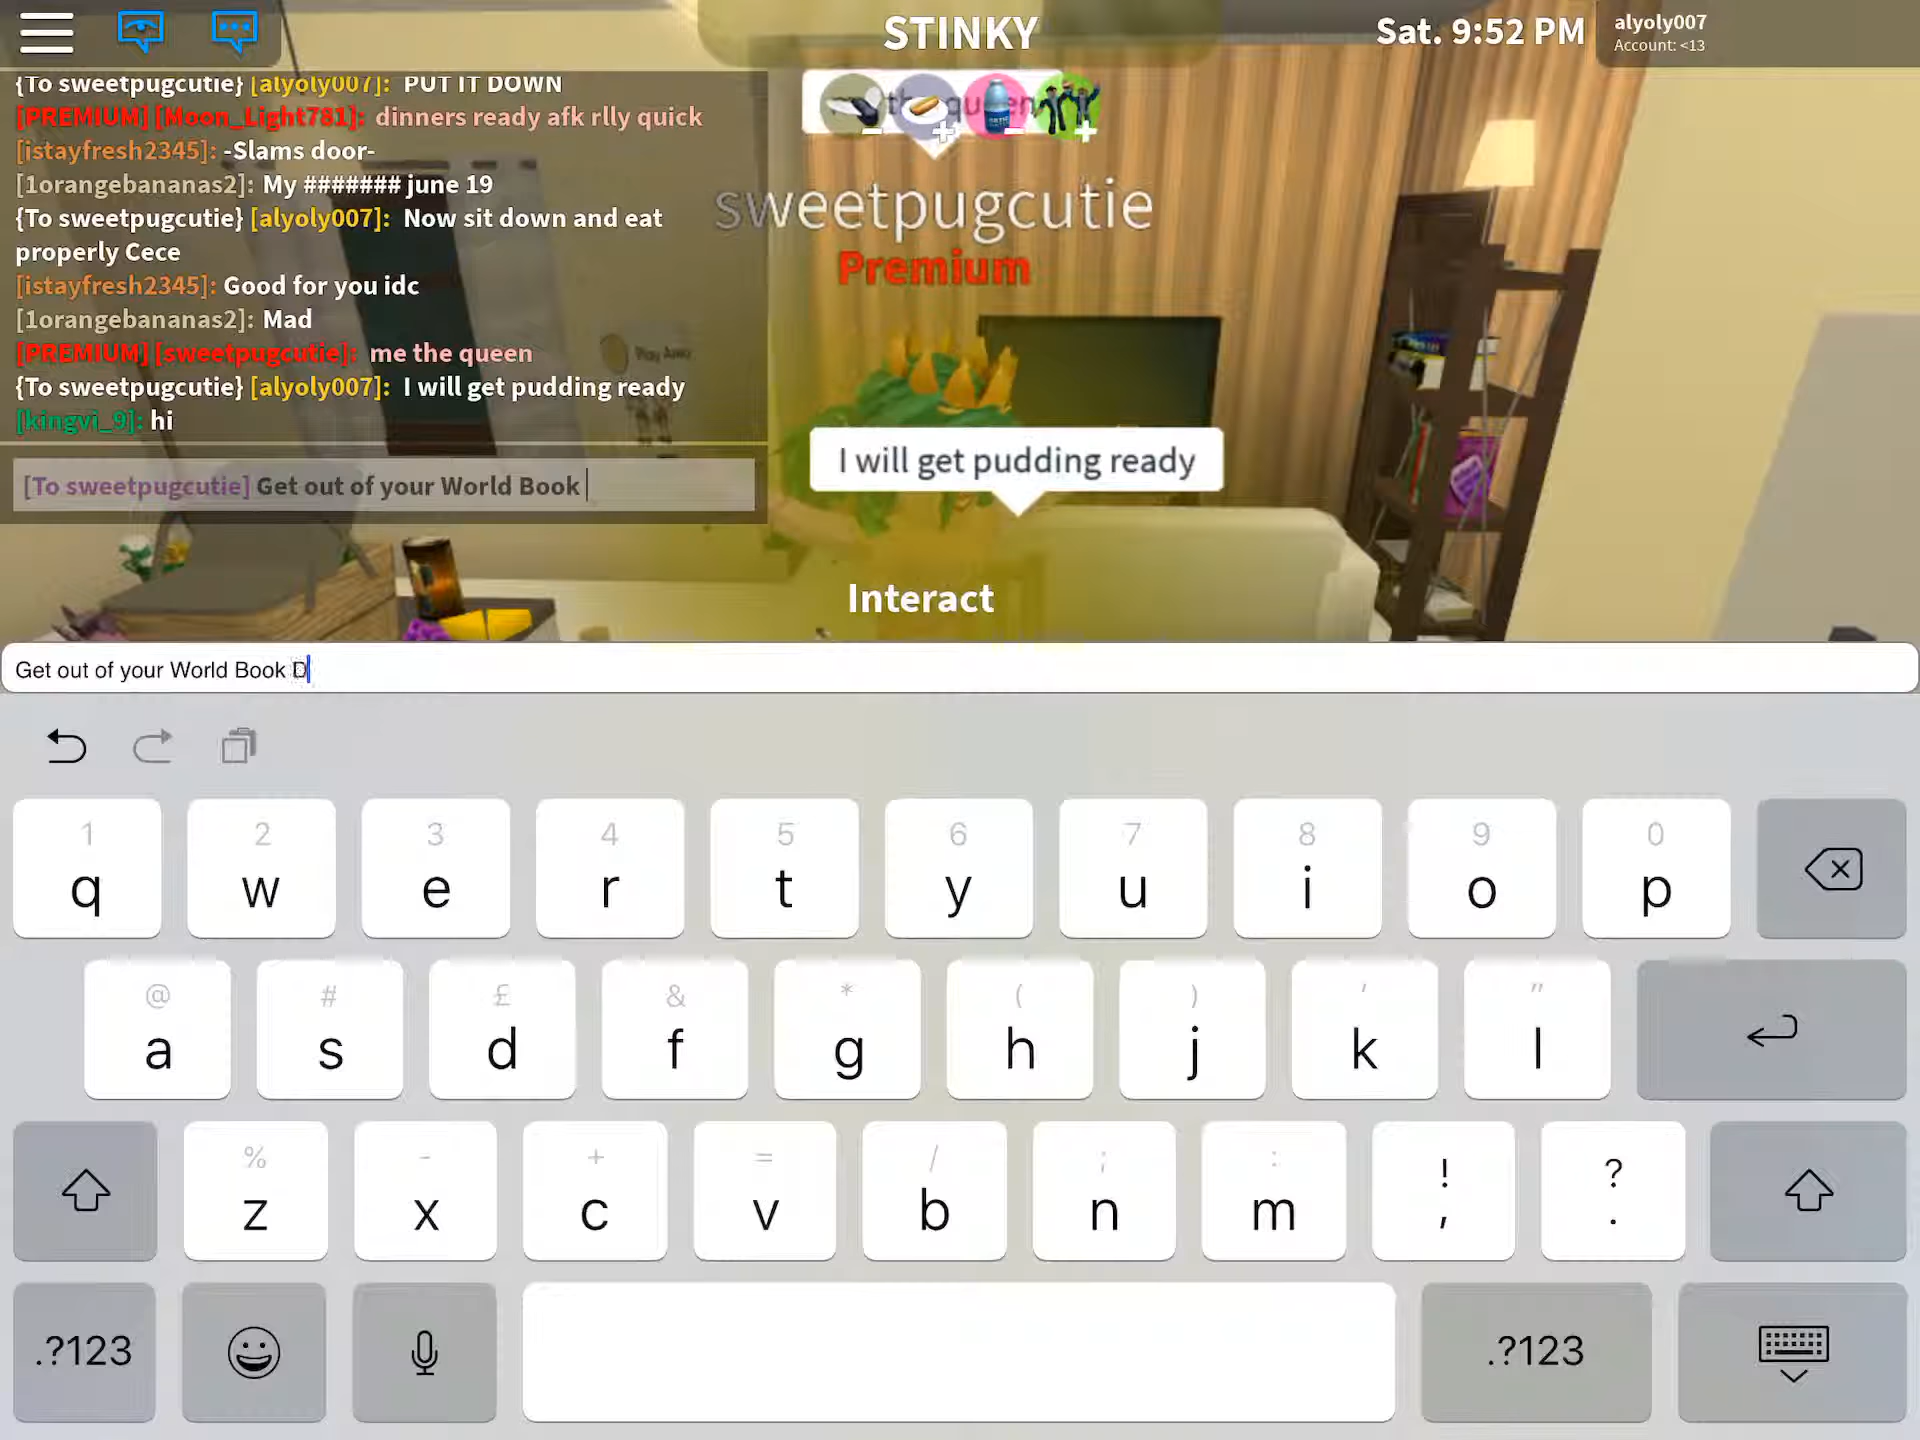 STINKY
Sat. 9:52 PM
alyoly007
Account: <13
{To sweetpugcutie} [alyoly007]: PUT IT DOWN
[PREMIUM] [Moon_Light781]: dinners ready afk rlly quick
[istayfresh2345]: -Slams door-
[1orangebananas2]: My ####### june 19
{To sweetpugcutie} [alyoly007]: Now sit down and eat
properly Cece
[istayfresh2345]: Good for you idc
[1orangebananas2]: Mad
[PREMIUM] [sweetpugcutie]: me the queen
{To sweetpugcutie} [alyoly007]: I will get pudding ready
[kingvi_9]: hi
[To sweetpugcutie] Get out of your World Book
sweetpugcutie
Premium
I will get pudding ready
Interact
Get out of your World Book D
1 2 3 4 5 6 7 8 9 0
q w e r t y u i o p
@ # £ & * ( ) ' "
a s d f g h j k l
% - + = / ; : ! ?
z x c v b n m , .
.?123 .?123